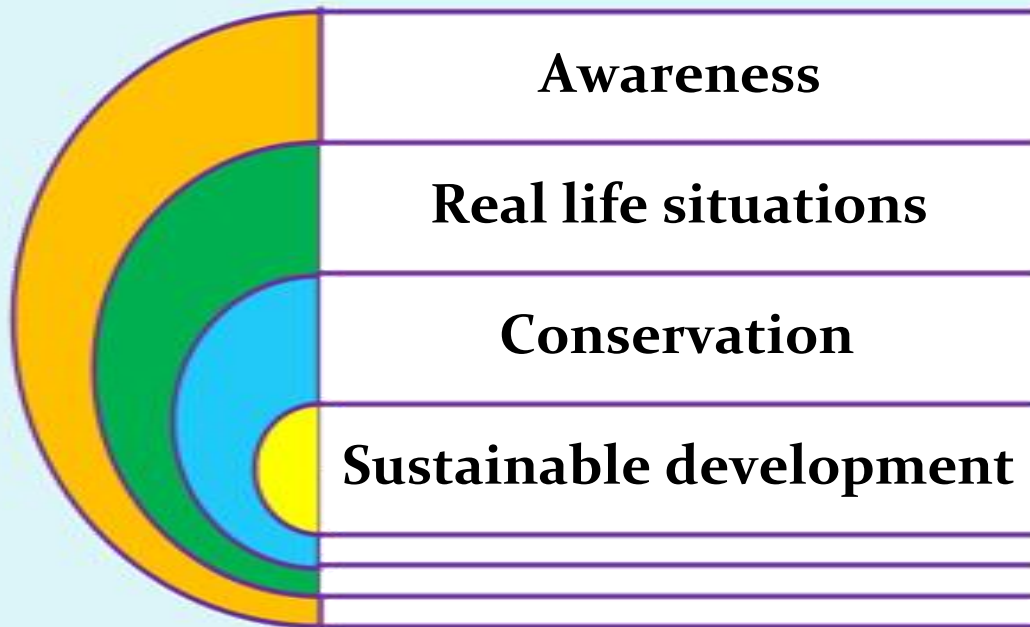 Awareness
Real life situations
Conservation
Sustainable development